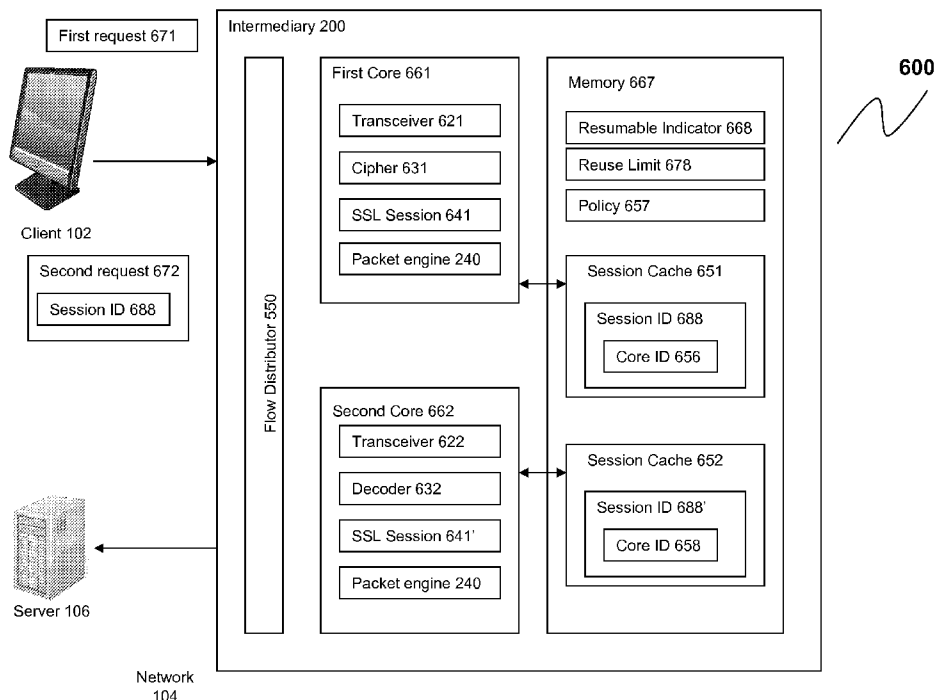 First request 671
Client 102
Second request 672
Session ID 688
Server 106
Network
104
Intermediary 200
Flow Distributor 550
First Core 661
Transceiver 621
Cipher 631
SSL Session 641
Packet engine 240
Second Core 662
Transceiver 622
Decoder 632
SSL Session 641'
Packet engine 240
Memory 667
Resumable Indicator 668
Reuse Limit 678
Policy 657
Session Cache 651
Session ID 688
Core ID 656
Session Cache 652
Session ID 688'
Core ID 658
600